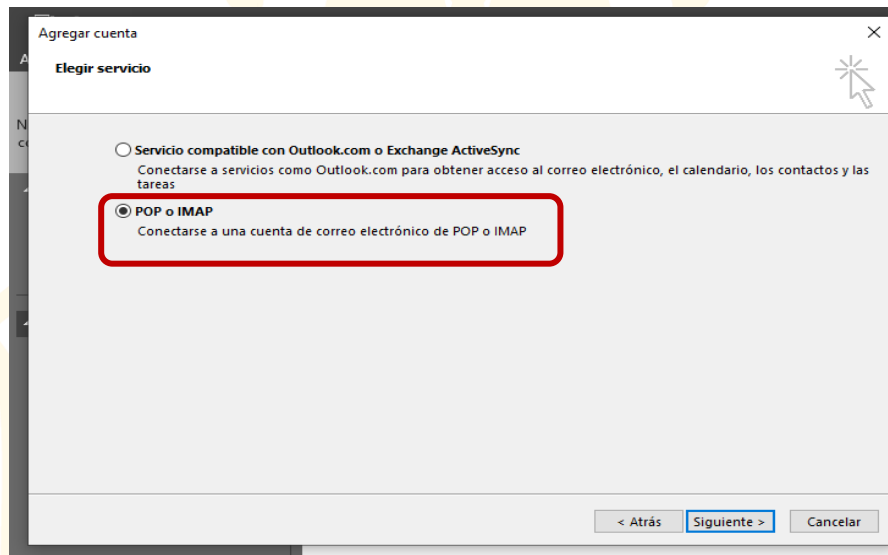 Agregar cuenta
Elegir servicio
Servicio compatible con Outlook.com o Exchange ActiveSync
Conectarse a servicios como Outlook.com para obtener acceso al correo electrónico, el calendario, los contactos y las
tareas
POP o IMAP
Conectarse a una cuenta de correo electrónico de POP o IMAP
< Atrás
Siguiente >
Cancelar